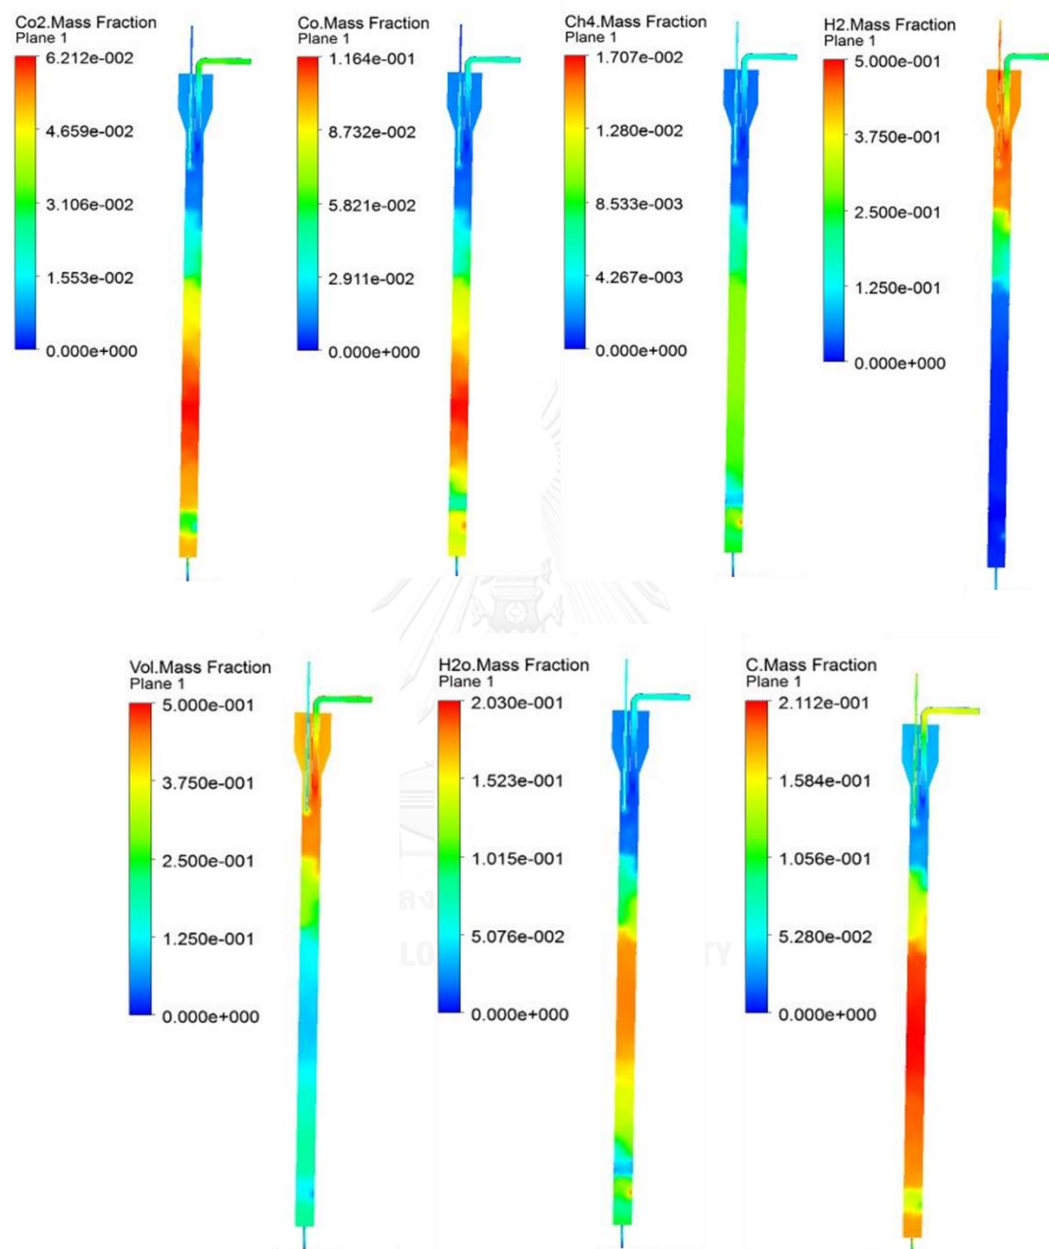 Co2.Mass Fraction
Plane 1
6.212e-002
4.659e-002
3.106e-002
1.553e-002
0.000e+000
Co.Mass Fraction
Plane 1
1.164e-001
8.732e-002
5.821e-002
2.911e-002
0.000e+000
Ch4.Mass Fraction
Plane 1
1.707e-002
1.280e-002
8.533e-003
4.267e-003
0.000e+000
H2.Mass Fraction
Plane 1
5.000e-001
3.750e-001
2.500e-001
1.250e-001
0.000e+000
Vol.Mass Fraction
Plane 1
5.000e-001
3.750e-001
2.500e-001
1.250e-001
0.000e+000
H2o.Mass Fraction
Plane 1
2.030e-001
1.523e-001
1.015e-001
5.076e-002
0.000e+000
C.Mass Fraction
Plane 1
2.112e-001
1.584e-001
1.056e-001
5.280e-002
0.000e+000